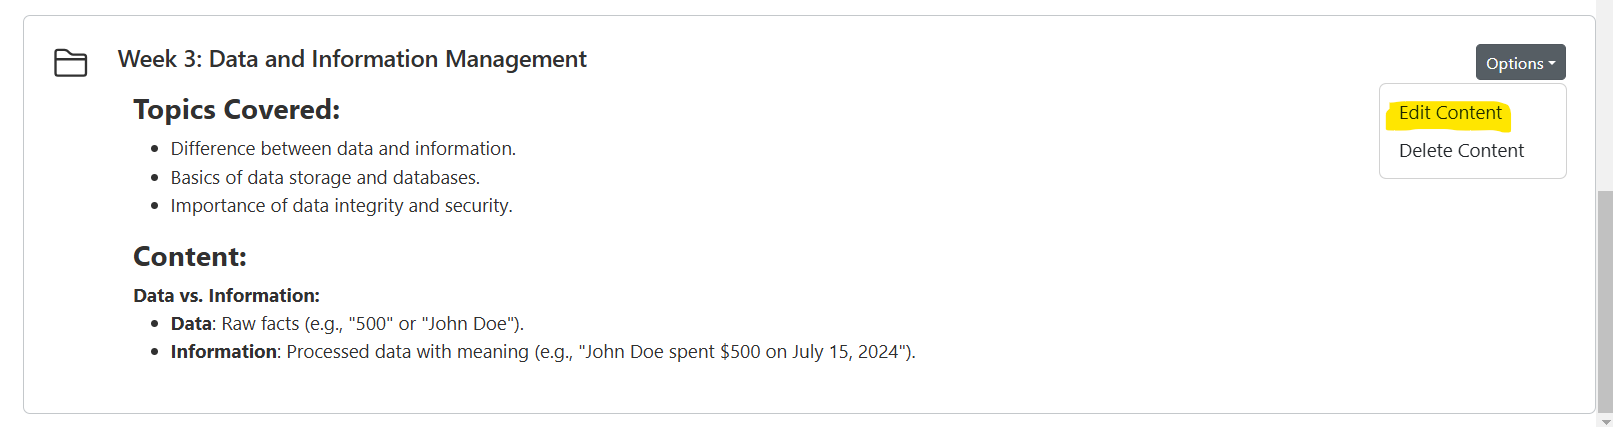 Week 3: Data and Information Management
Options
Edit Content
Delete Content
Topics Covered:
Difference between data and information.
Basics of data storage and databases.
Importance of data integrity and security.
Content:
Data vs. Information:
Data: Raw facts (e.g., "500" or "John Doe").
Information: Processed data with meaning (e.g., "John Doe spent $500 on July 15, 2024").